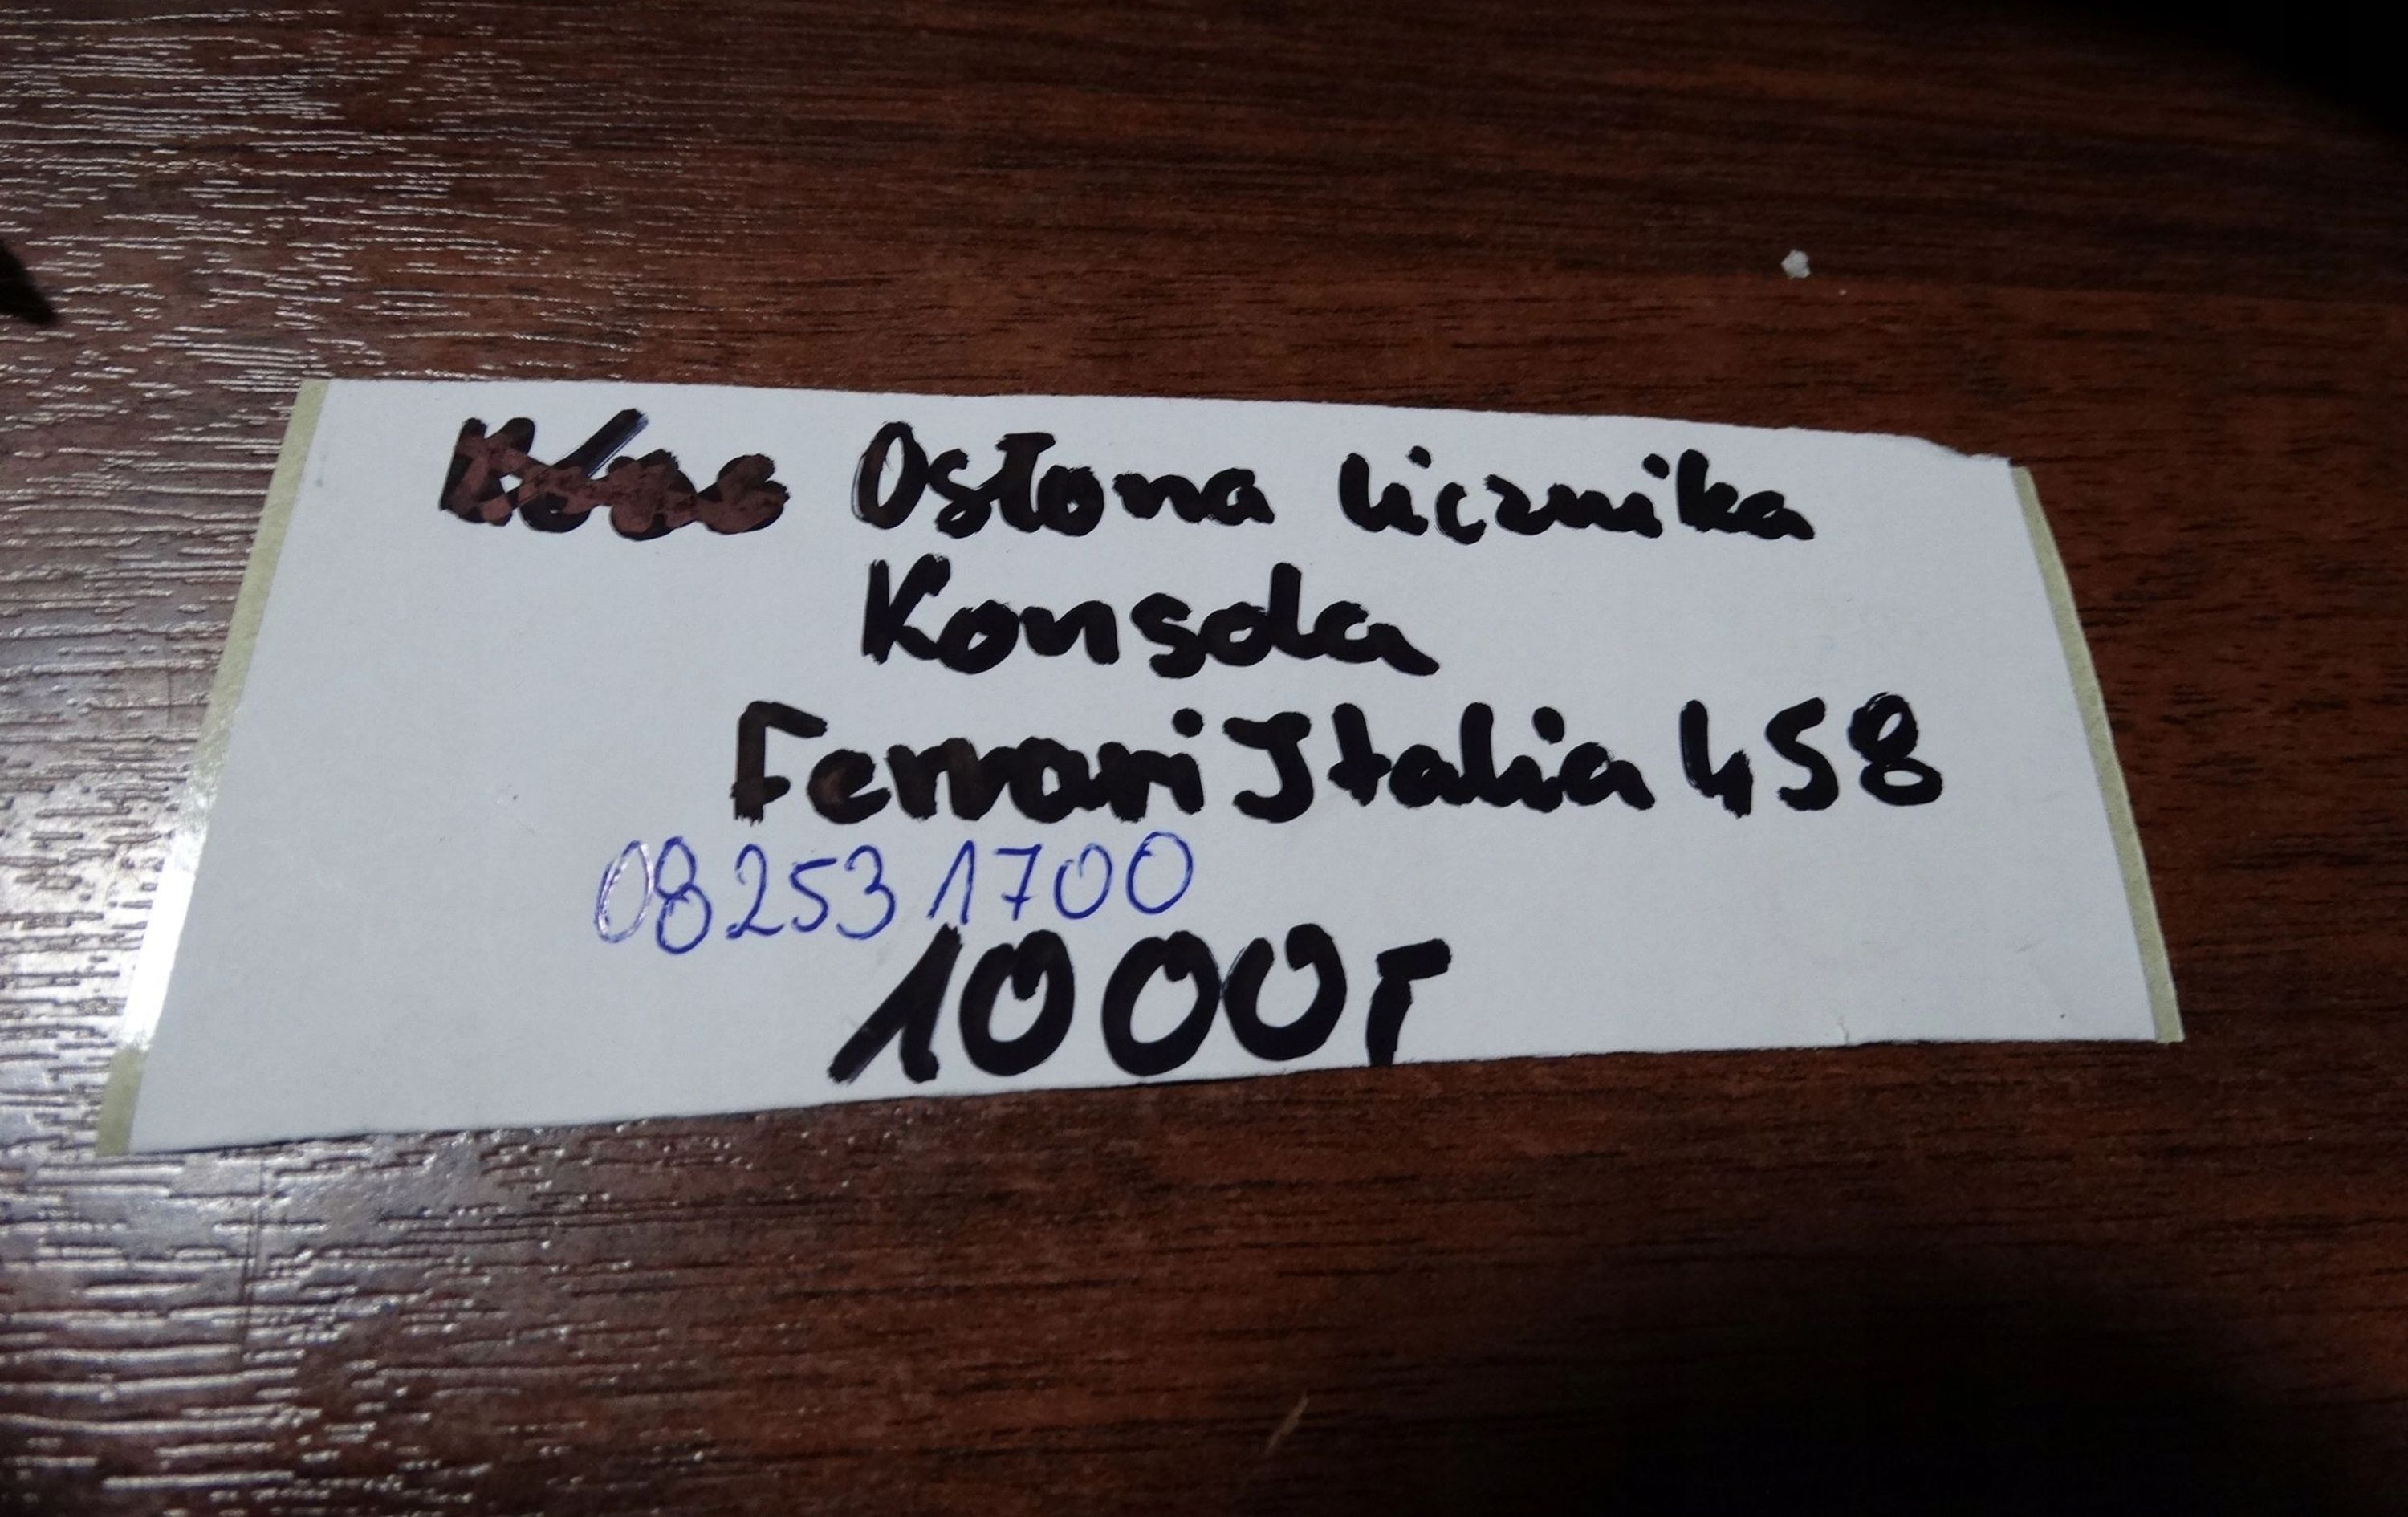 Osłona licznika
Konsola
Ferrari Italia 458
082531700
1000r